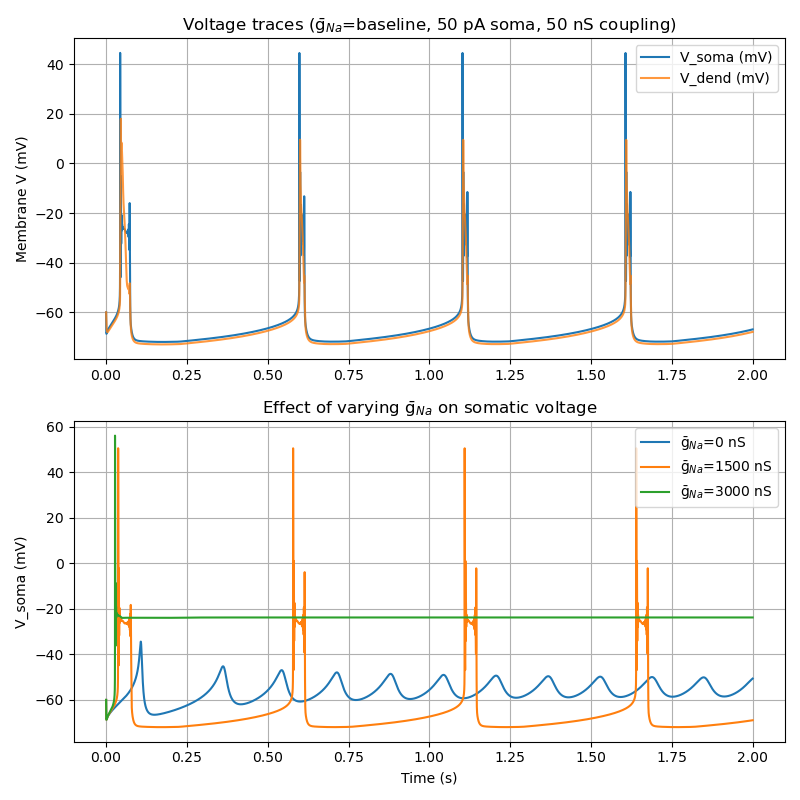 Voltage traces (ḡNa=baseline, 50 pA soma, 50 nS coupling)
Membrane V (mV)
40
20
0
−20
−40
−60
V_soma (mV)
V_dend (mV)
0.00 0.25 0.50 0.75 1.00 1.25 1.50 1.75 2.00
Effect of varying ḡNa on somatic voltage
V_soma (mV)
60
40
20
0
−20
−40
−60
ḡNa=0 nS
ḡNa=1500 nS
ḡNa=3000 nS
0.00 0.25 0.50 0.75 1.00 1.25 1.50 1.75 2.00
Time (s)